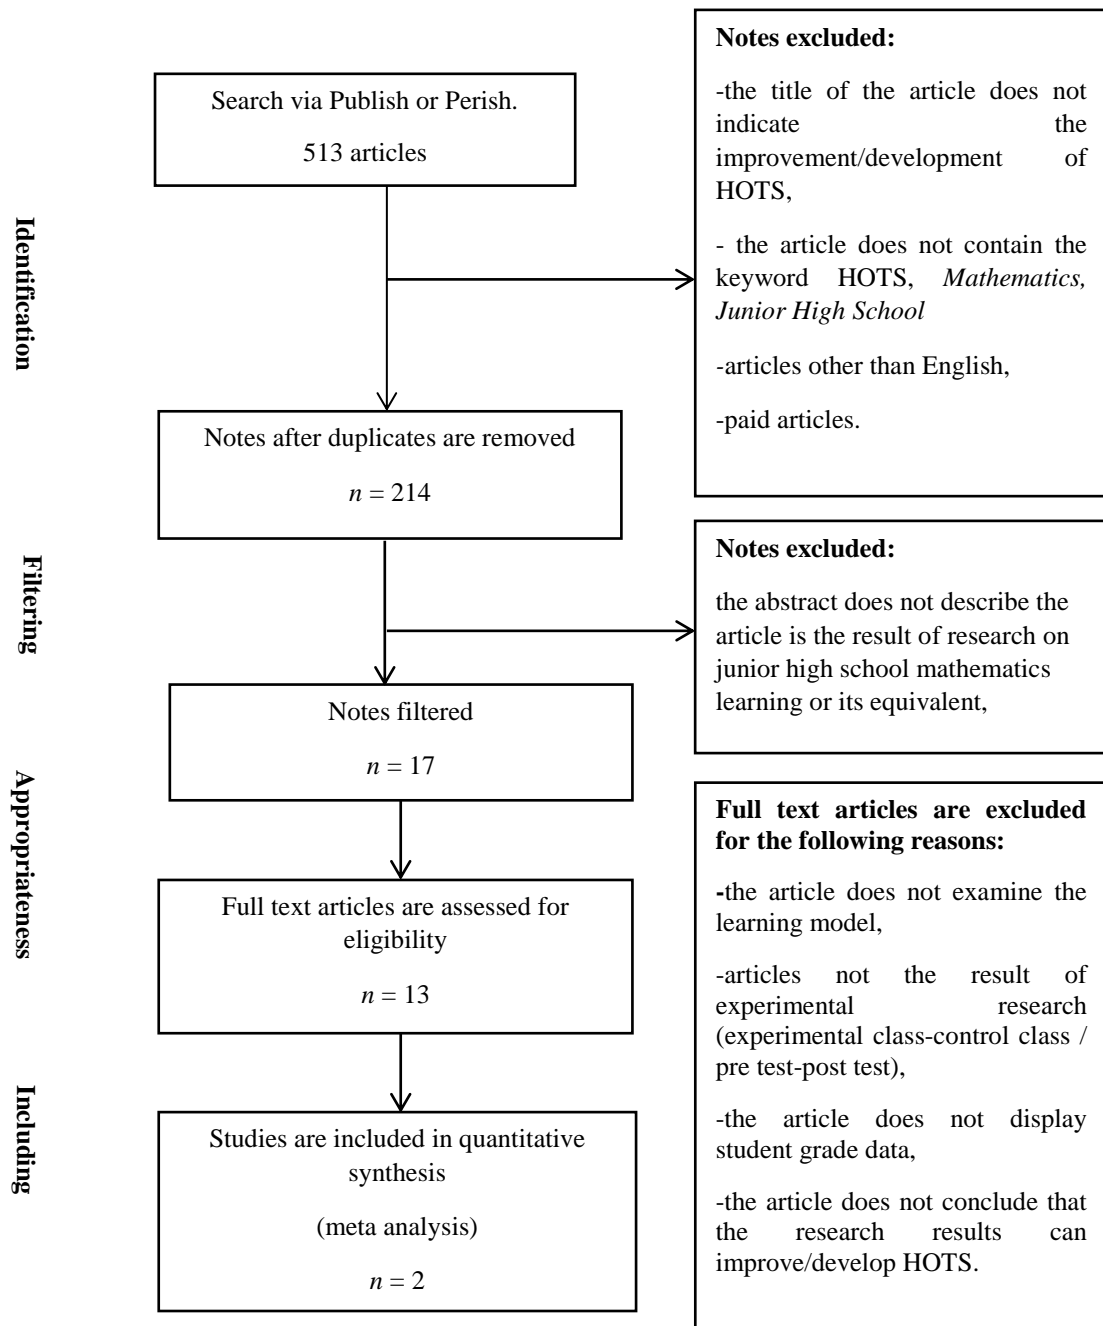 Search via Publish or Perish.
513 articles
Notes excluded:
-the title of the article does not
indicate the
improvement/development of
HOTS,
- the article does not contain the
keyword HOTS, Mathematics,
Junior High School
-articles other than English,
-paid articles.
Identification
Notes after duplicates are removed
n = 214
Filtering
Notes excluded:
the abstract does not describe the
article is the result of research on
junior high school mathematics
learning or its equivalent,
Notes filtered
n = 17
Appropriateness
Full text articles are assessed for
eligibility
n = 13
Full text articles are excluded
for the following reasons:
-the article does not examine the
learning model,
-articles not the result of
experimental research
(experimental class-control class /
pre test-post test),
-the article does not display
student grade data,
-the article does not conclude that
the research results can
improve/develop HOTS.
Including
Studies are included in quantitative
synthesis
(meta analysis)
n = 2